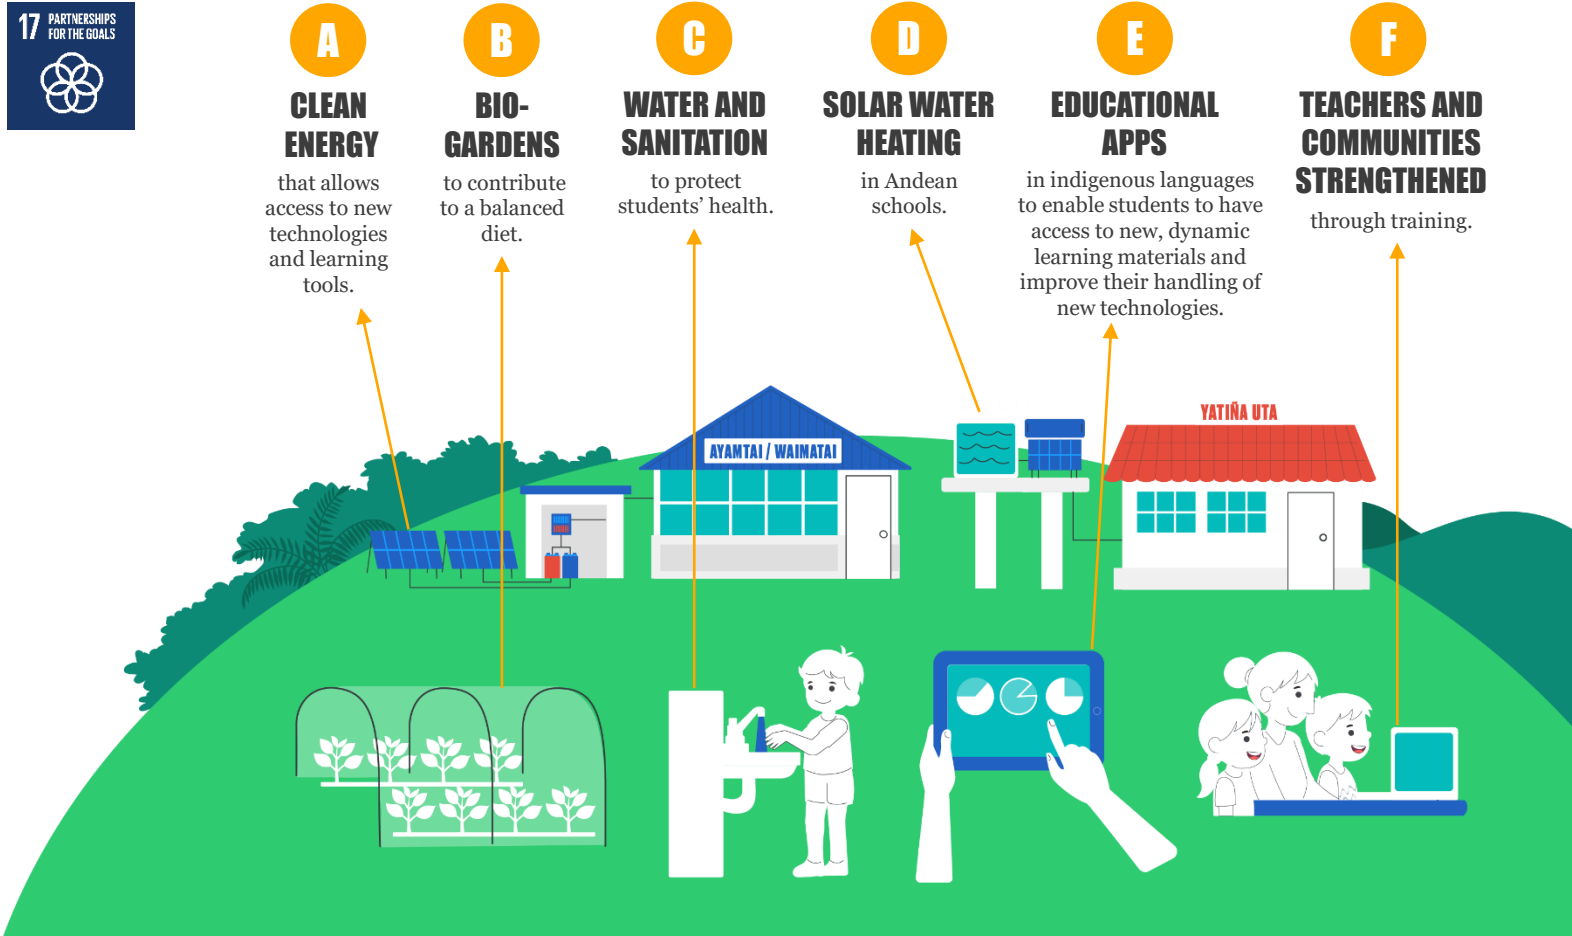 17 PARTNERSHIPS
FOR THE GOALS
A
CLEAN
ENERGY
that allows
access to new
technologies
and learning
tools.
B
BIO-
GARDENS
to contribute
to a balanced
diet.
C
WATER AND
SANITATION
to protect
students’ health.
D
SOLAR WATER
HEATING
in Andean
schools.
E
EDUCATIONAL
APPS
in indigenous languages
to enable students to have
access to new, dynamic
learning materials and
improve their handling of
new technologies.
F
TEACHERS AND
COMMUNITIES
STRENGTHENED
through training.
AYAMTAI / WAIMATAI
YATIÑA UTA